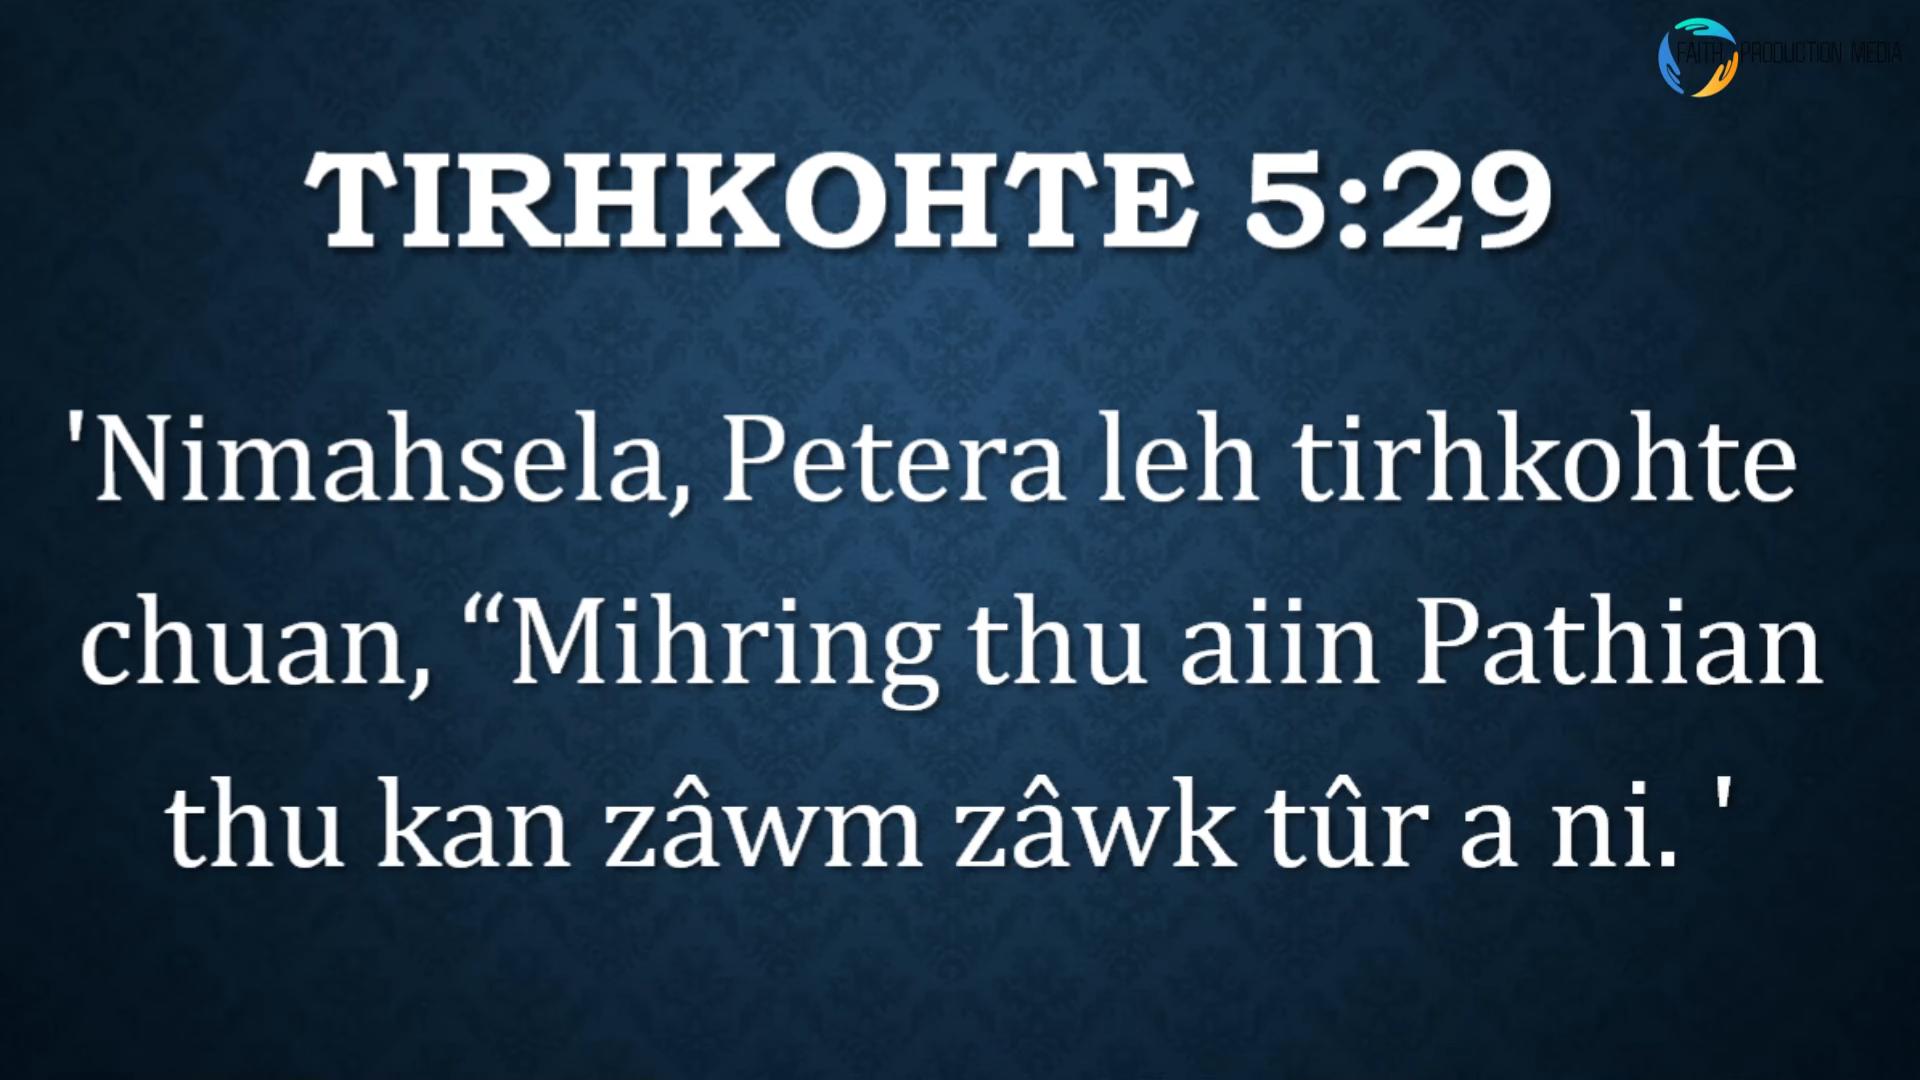 FAITH PRODUCTION MEDIA
TIRHKOHTE 5:29
'Nimahsela, Petera leh tirhkohte
chuan, “Mihring thu aiin Pathian
thu kan zâwm zâwk tûr a ni. '